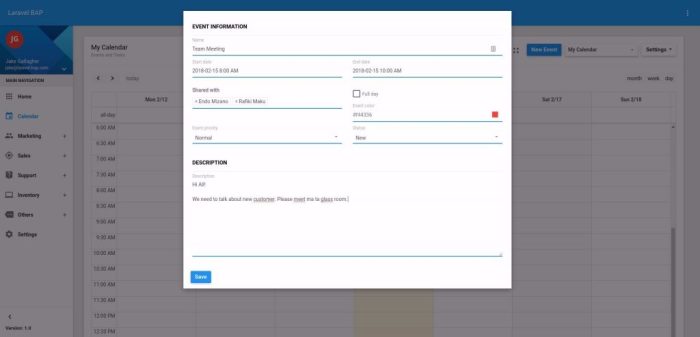 Laravel BAP
JG
Jake Gallagher
jake@laravel-bap.com
MAIN NAVIGATION
Home
Calendar
Marketing +
Sales +
Support +
Inventory +
Others +
Settings
Version: 1.0
My Calendar
Events and Tasks
< > today
New Event
My Calendar
Settings
month week day
Mon 2/12
Sat 2/17
Sun 2/18
all-day
6:00 AM
6:30 AM
7:00 AM
7:30 AM
8:00 AM
8:30 AM
9:00 AM
9:30 AM
10:00 AM
10:30 AM
11:00 AM
11:30 AM
12:00 PM
12:30 PM
EVENT INFORMATION
Name
Team Meeting
Start date
2018-02-15 8:00 AM
End date
2018-02-15 10:00 AM
Shared with
× Endo Mizano × Rafiki Maku
Full day
Event color
#f44336
Event priority
Normal
Status
New
DESCRIPTION
Description
Hi All!
We need to talk about new customer. Please meet me ta glass room.
Save